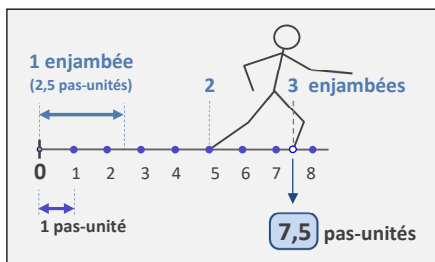 1 enjambée
(2,5 pas-unités)
2
3 enjambées
0 1 2 3 4 5 6 7 8
1 pas-unité
7,5 pas-unités